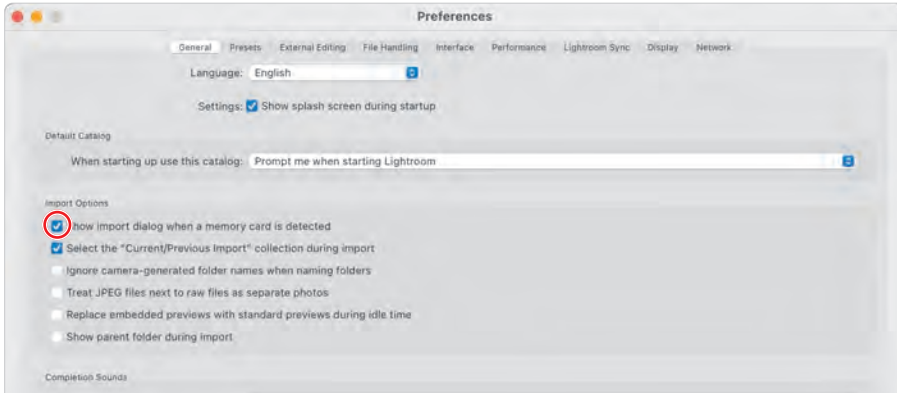 Preferences
General Presets External Editing File Handling Interface Performance Lightroom Sync Display Network
Language: English
Settings: Show splash screen during startup
Default Catalog
When starting up use this catalog: Prompt me when starting Lightroom
Import Options
Show import dialog when a memory card is detected
Select the "Current/Previous Import" collection during import
Ignore camera-generated folder names when naming folders
Treat JPEG files next to raw files as separate photos
Replace embedded previews with standard previews during idle time
Show parent folder during import
Completion Sounds